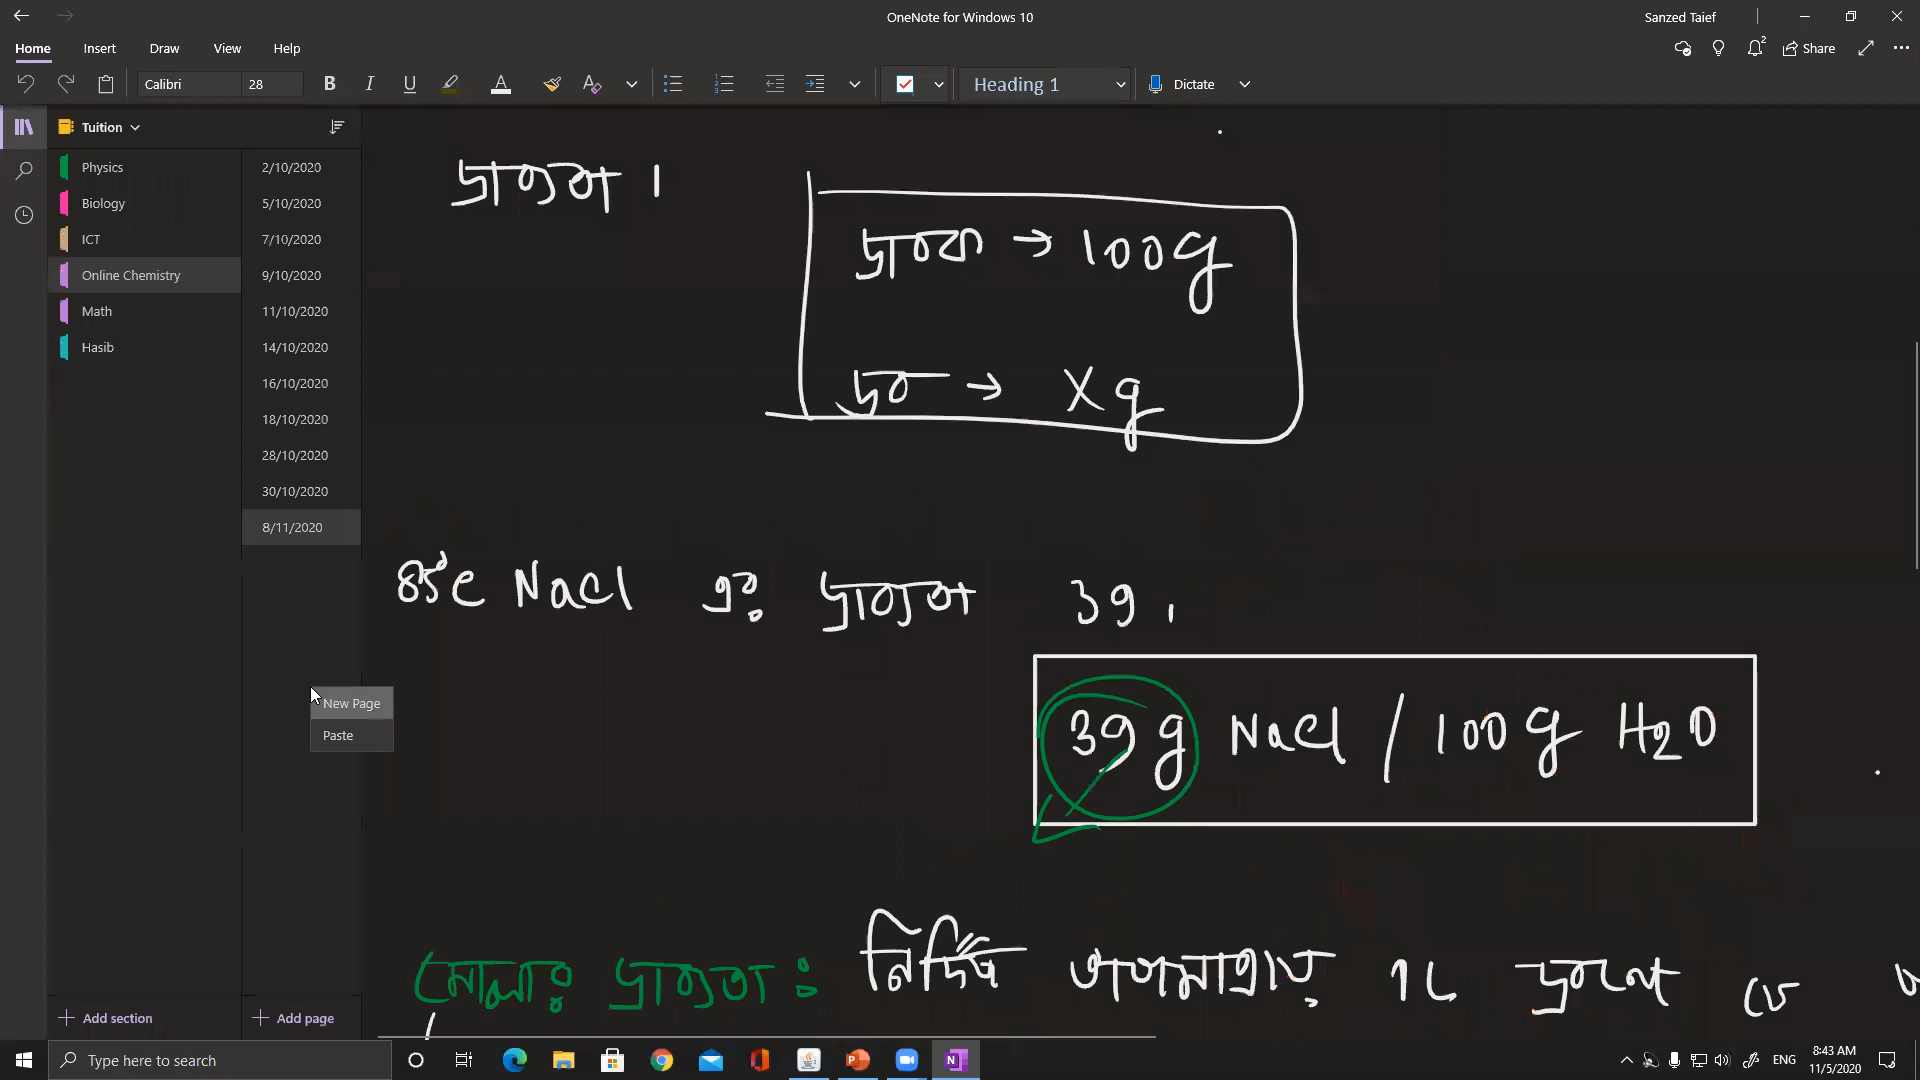 OneNote for Windows 10
Sanzed Taief
Home Insert Draw View Help
2
Share
Calibri 28 B I U A Heading 1 Dictate
Tuition
Physics
Biology
ICT
Online Chemistry
Math
Hasib
2/10/2020
5/10/2020
7/10/2020
9/10/2020
11/10/2020
14/10/2020
16/10/2020
18/10/2020
28/10/2020
30/10/2020
8/11/2020
New Page
Paste
দ্রাব্যতা ।
দ্রাবক → 100g
দ্রব → Xg
NaCl এর দ্রাব্যতা 39 ।
39 g NaCl / 100 g H2O
মোলার দ্রাব্যতা : নির্দিষ্ট তাপমাত্রায় 1L দ্রবণে যে
Add section
Add page
Type here to search
ENG
8:43 AM
11/5/2020